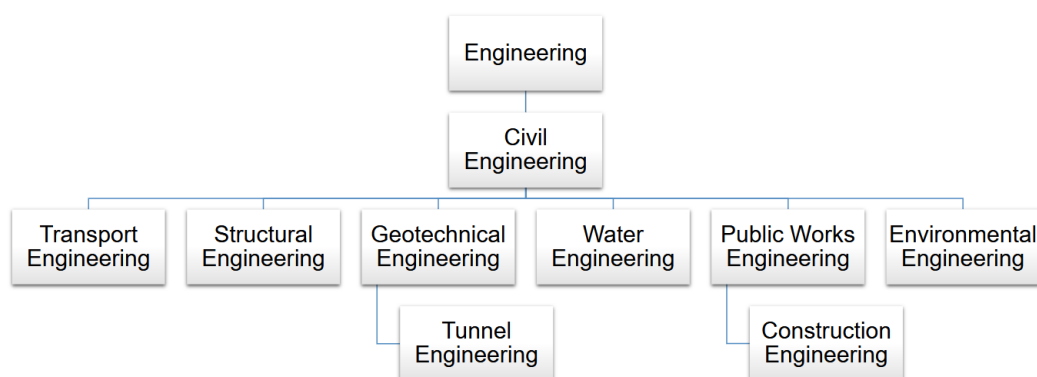 Engineering
Civil
Engineering
Transport
Engineering
Structural
Engineering
Geotechnical
Engineering
Water
Engineering
Public Works
Engineering
Environmental
Engineering
Tunnel
Engineering
Construction
Engineering